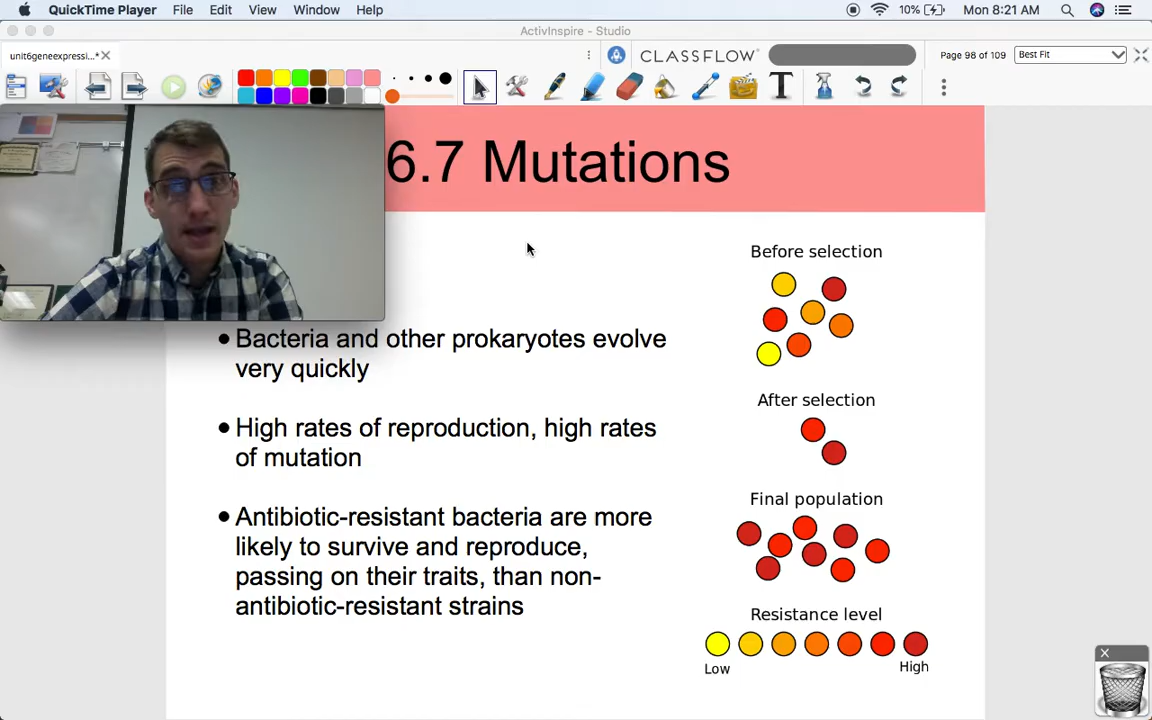 QuickTime Player File Edit View Window Help 10% Mon 8:21 AM
ActivInspire - Studio
unit6geneexpressi...*
CLASSFLOW
Page 98 of 109
Best Fit
6.7 Mutations
• Bacteria and other prokaryotes evolve
very quickly
• High rates of reproduction, high rates
of mutation
• Antibiotic-resistant bacteria are more
likely to survive and reproduce,
passing on their traits, than non-
antibiotic-resistant strains
Before selection
After selection
Final population
Resistance level
Low
High